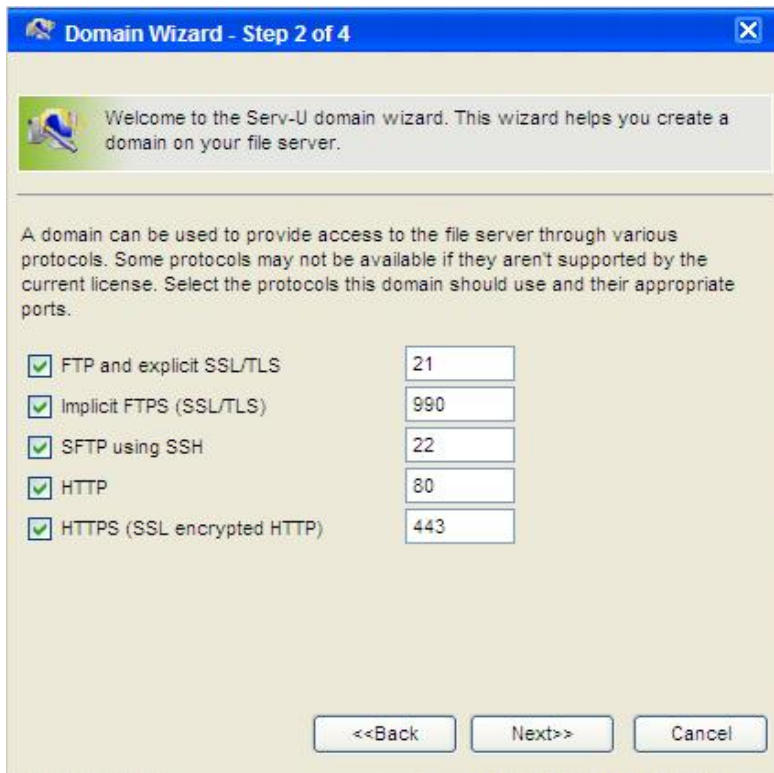 Domain Wizard - Step 2 of 4
Welcome to the Serv-U domain wizard. This wizard helps you create a
domain on your file server.
A domain can be used to provide access to the file server through various
protocols. Some protocols may not be available if they aren't supported by the
current license. Select the protocols this domain should use and their appropriate
ports.
FTP and explicit SSL/TLS 21
Implicit FTPS (SSL/TLS) 990
SFTP using SSH 22
HTTP 80
HTTPS (SSL encrypted HTTP) 443
<<Back Next>> Cancel